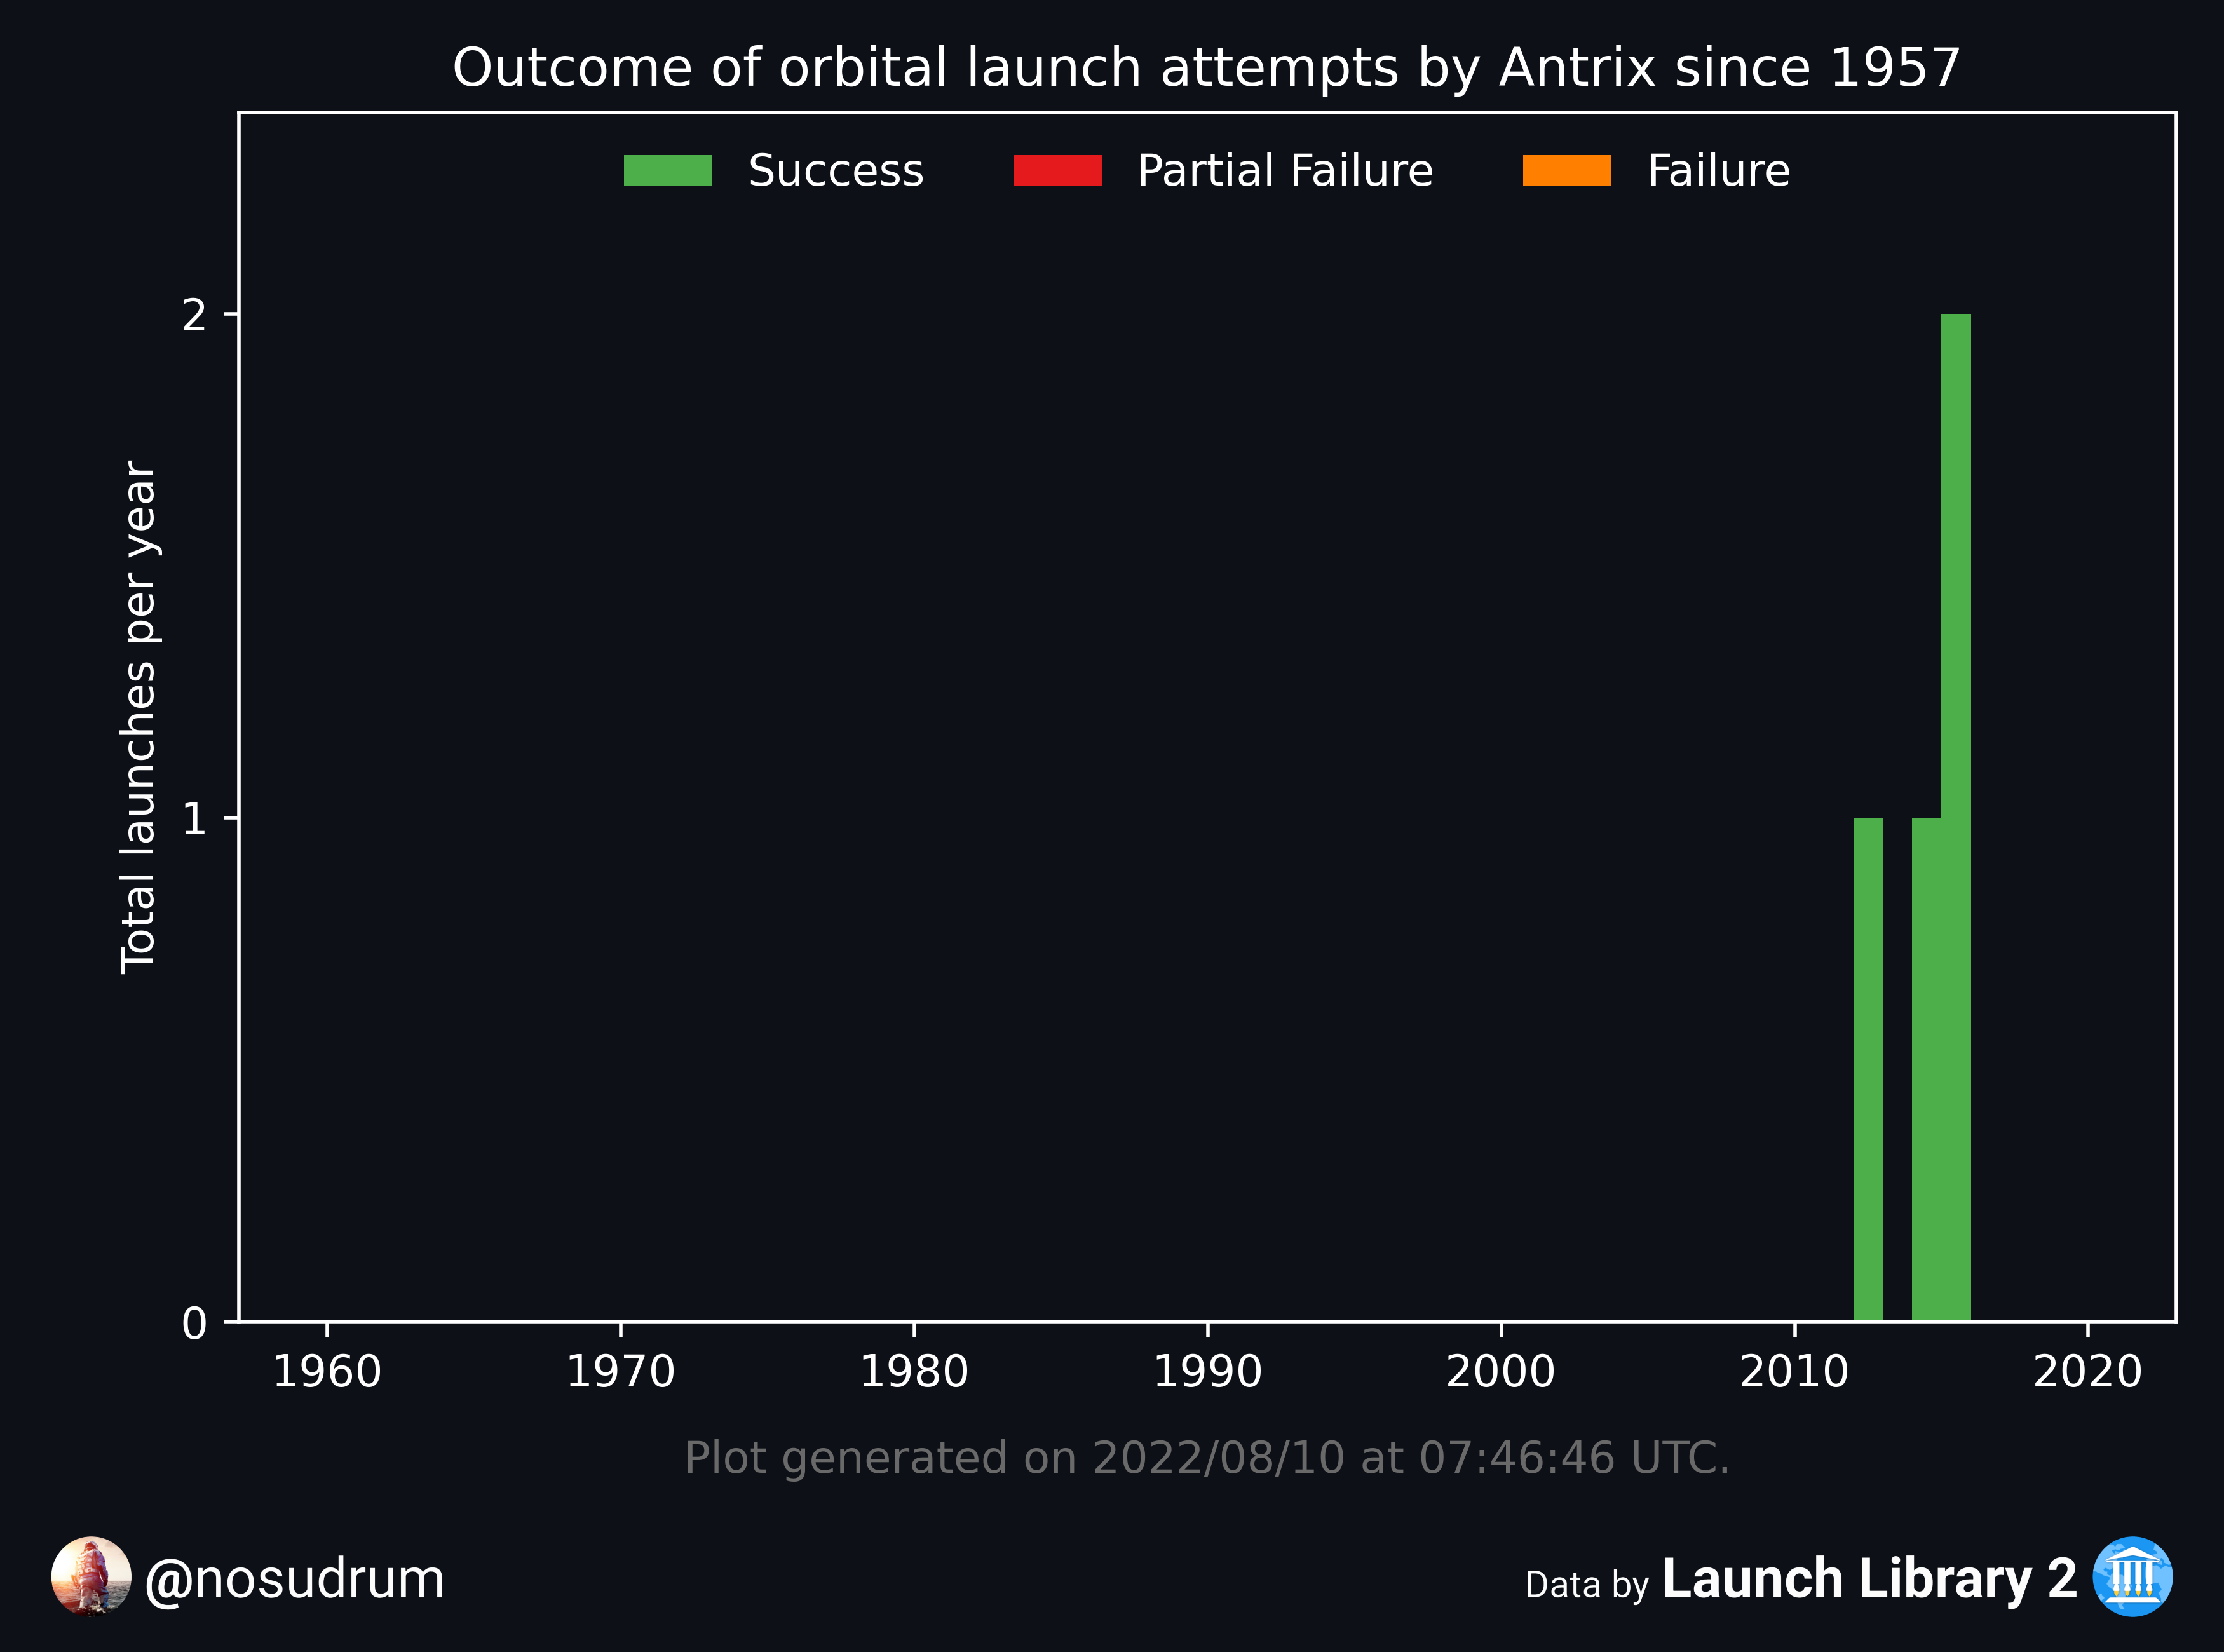 Outcome of orbital launch attempts by Antrix since 1957
Success Partial Failure Failure
Total launches per year
2
1
0
1960 1970 1980 1990 2000 2010 2020
Plot generated on 2022/08/10 at 07:46:46 UTC.
@nosudrum
Data by Launch Library 2